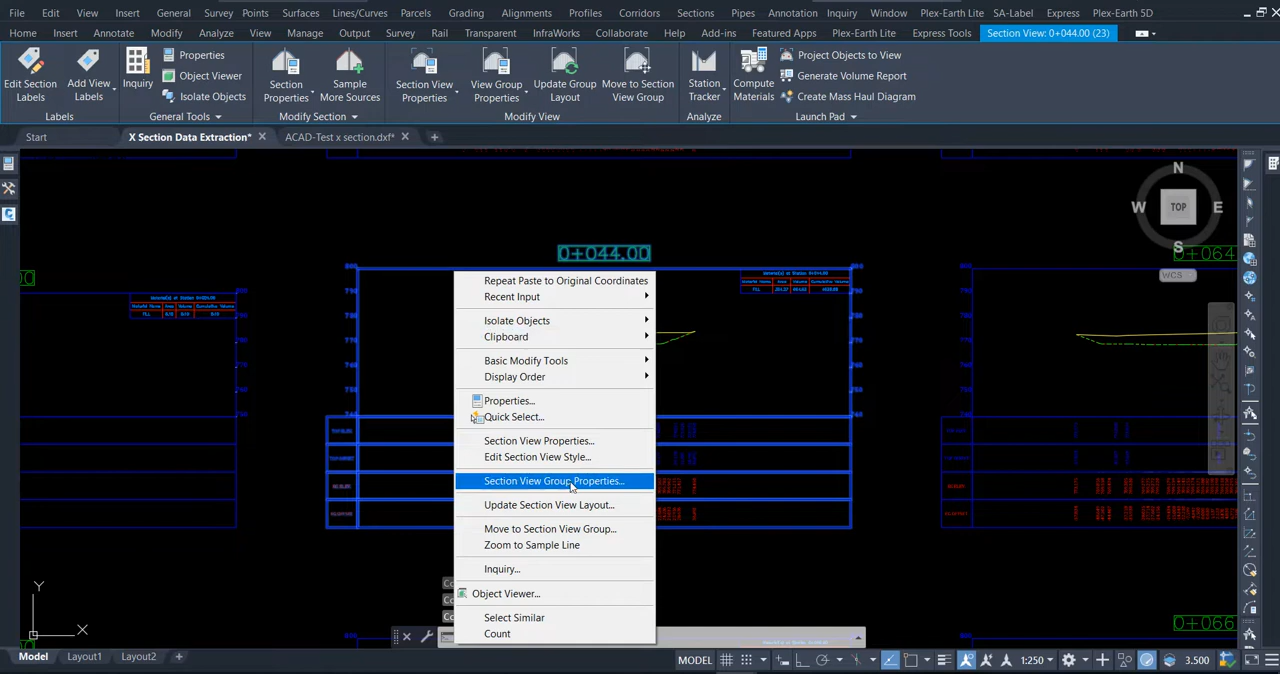 File Edit View Insert General Survey Points Surfaces Lines/Curves Parcels Grading Alignments Profiles Corridors Sections Pipes Annotation Inquiry Window Plex-Earth Lite SA-Label Express Plex-Earth 5D
Home Insert Annotate Modify Analyze View Manage Output Survey Rail Transparent InfraWorks Collaborate Help Add-ins Featured Apps Plex-Earth Lite Express Tools Section View: 0+044.00 (23)
Edit Section Labels
Add View Labels
Inquiry
Properties
Object Viewer
Isolate Objects
Section Properties
Sample More Sources
Section View Properties
View Group Properties
Update Group Layout
Move to Section View Group
Station Tracker
Compute Materials
Project Objects to View
Generate Volume Report
Create Mass Haul Diagram
Labels General Tools Modify Section Modify View Analyze Launch Pad
Start X Section Data Extraction* ACAD-Test x section.dxf*
N
W TOP E
S
WCS
0+044.00
0+064
0+066
Repeat Paste to Original Coordinates
Recent Input
Isolate Objects
Clipboard
Basic Modify Tools
Display Order
Properties...
Quick Select...
Section View Properties...
Edit Section View Style...
Section View Group Properties...
Update Section View Layout...
Move to Section View Group...
Zoom to Sample Line
Inquiry...
Object Viewer...
Select Similar
Count
800
790
780
770
760
750
740
Y
X
Model Layout1 Layout2
MODEL 1:250 3.500